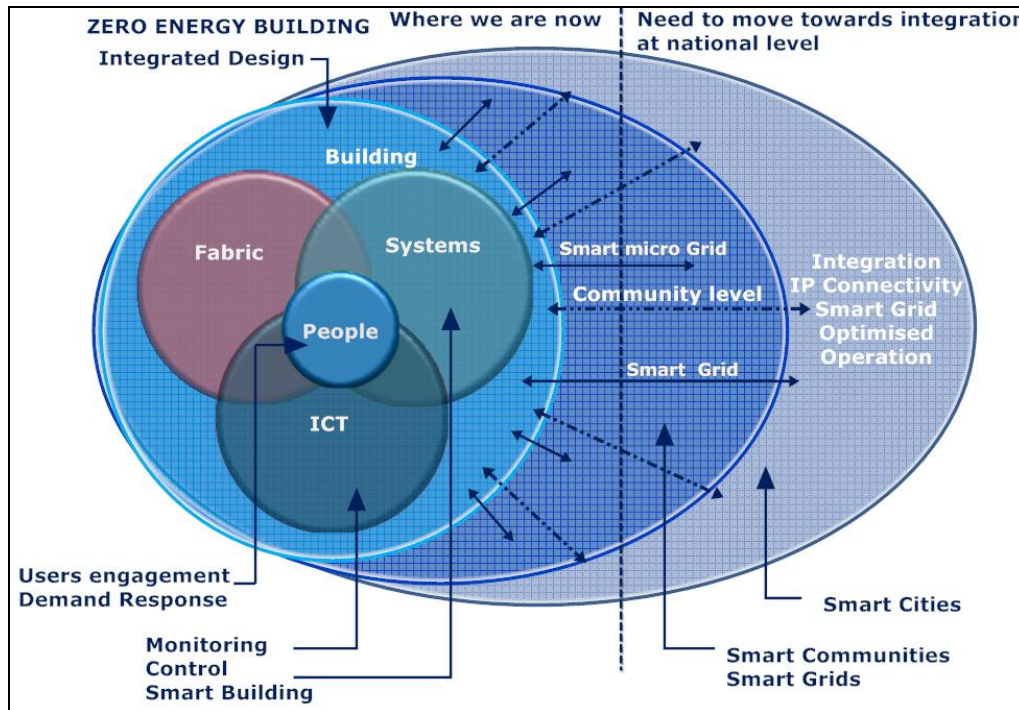 ZERO ENERGY BUILDING
Integrated Design
Where we are now
Need to move towards integration
at national level
Building
Fabric
Systems
People
ICT
Smart micro Grid
Community level
Smart Grid
Integration
IP Connectivity
Smart Grid
Optimised
Operation
Users engagement
Demand Response
Monitoring
Control
Smart Building
Smart Cities
Smart Communities
Smart Grids